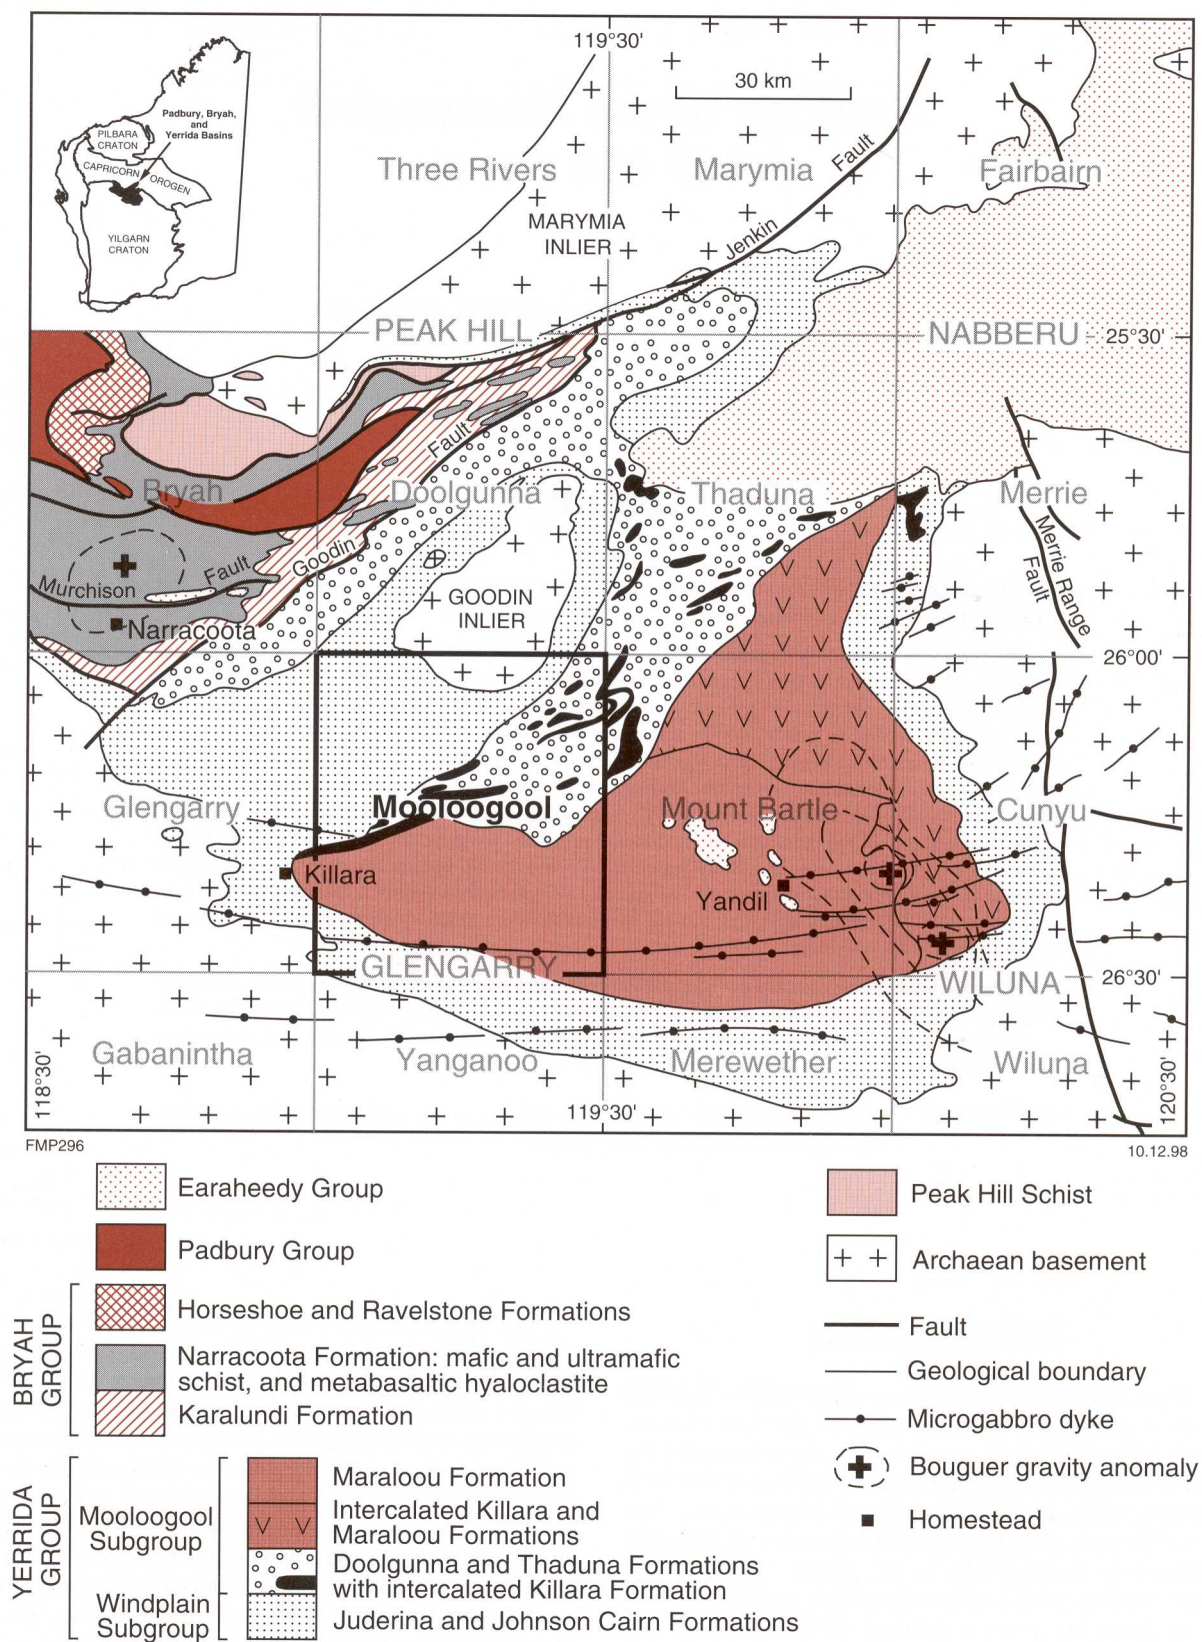 119°30'
30 km
Padbury, Bryah,
and
Yerrida Basins
PILBARA
CRATON
CAPRICORN
OROGEN
YILGARN
CRATON
Three Rivers
Marymia
Fault
Fairbairn
MARYMIA
INLIER
Jenkin
PEAK HILL
NABBERU
25°30'
Fault
Bryah
Doolgunna
Thaduna
Merrie
Goodin
Merrie Range
Fault
Murchison
Fault
GOODIN
INLIER
Narracoota
26°00'
Glengarry
Mooloogool
Mount Bartle
Cunyu
Killara
Yandil
GLENGARRY
WILUNA
26°30'
Gabanintha
Yanganoo
Merewether
Wiluna
118°30'
119°30'
120°30'
FMP296
10.12.98
Earaheedy Group
Padbury Group
BRYAH
GROUP
Horseshoe and Ravelstone Formations
Narracoota Formation: mafic and ultramafic
schist, and metabasaltic hyaloclastite
Karalundi Formation
YERRIDA
GROUP
Mooloogool
Subgroup
Maraloou Formation
Intercalated Killara and
Maraloou Formations
Doolgunna and Thaduna Formations
with intercalated Killara Formation
Windplain
Subgroup
Juderina and Johnson Cairn Formations
Peak Hill Schist
Archaean basement
Fault
Geological boundary
Microgabbro dyke
Bouguer gravity anomaly
Homestead